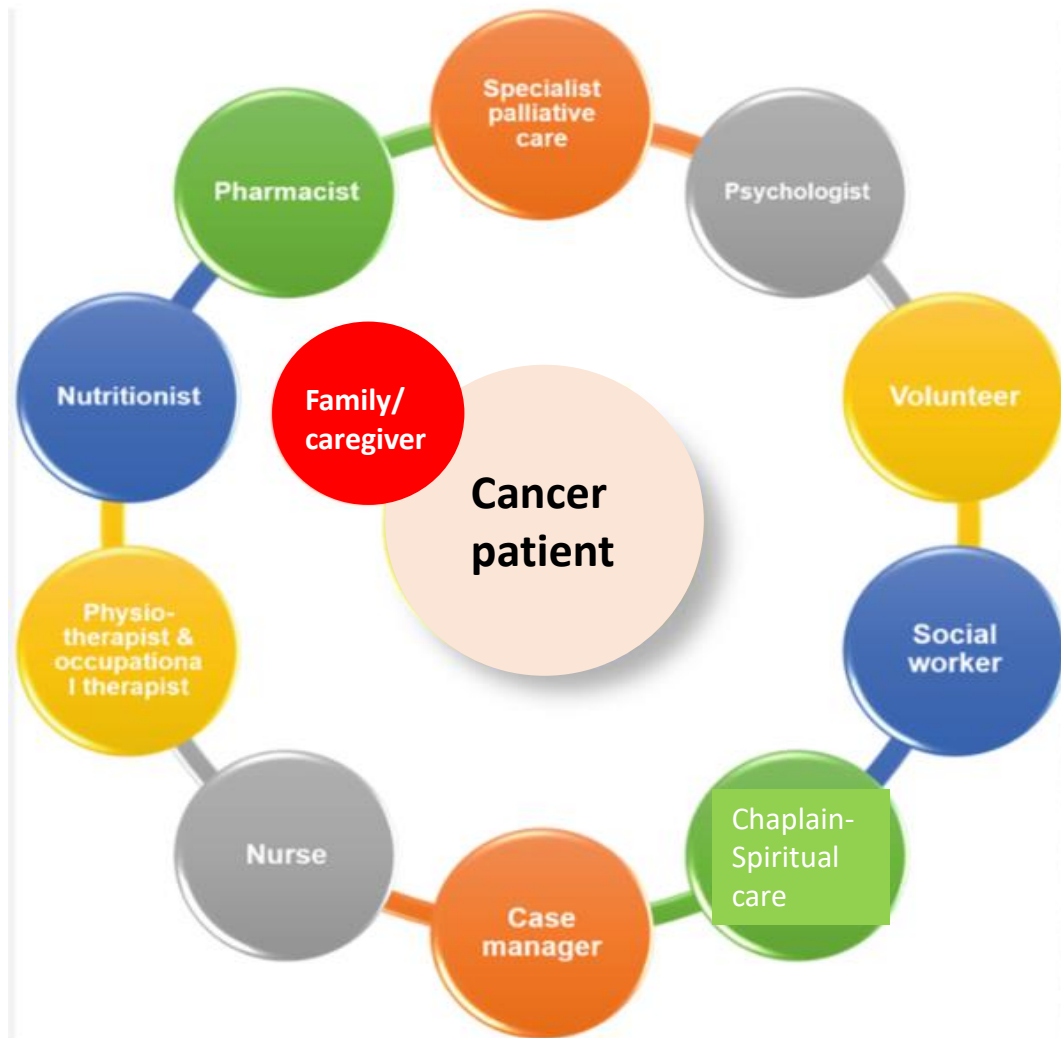 Specialist
palliative
care
Psychologist
Volunteer
Social
worker
Chaplain-
Spiritual
care
Case
manager
Nurse
Physio-
therapist &
occupationa
l therapist
Nutritionist
Pharmacist
Family/
caregiver
Cancer
patient